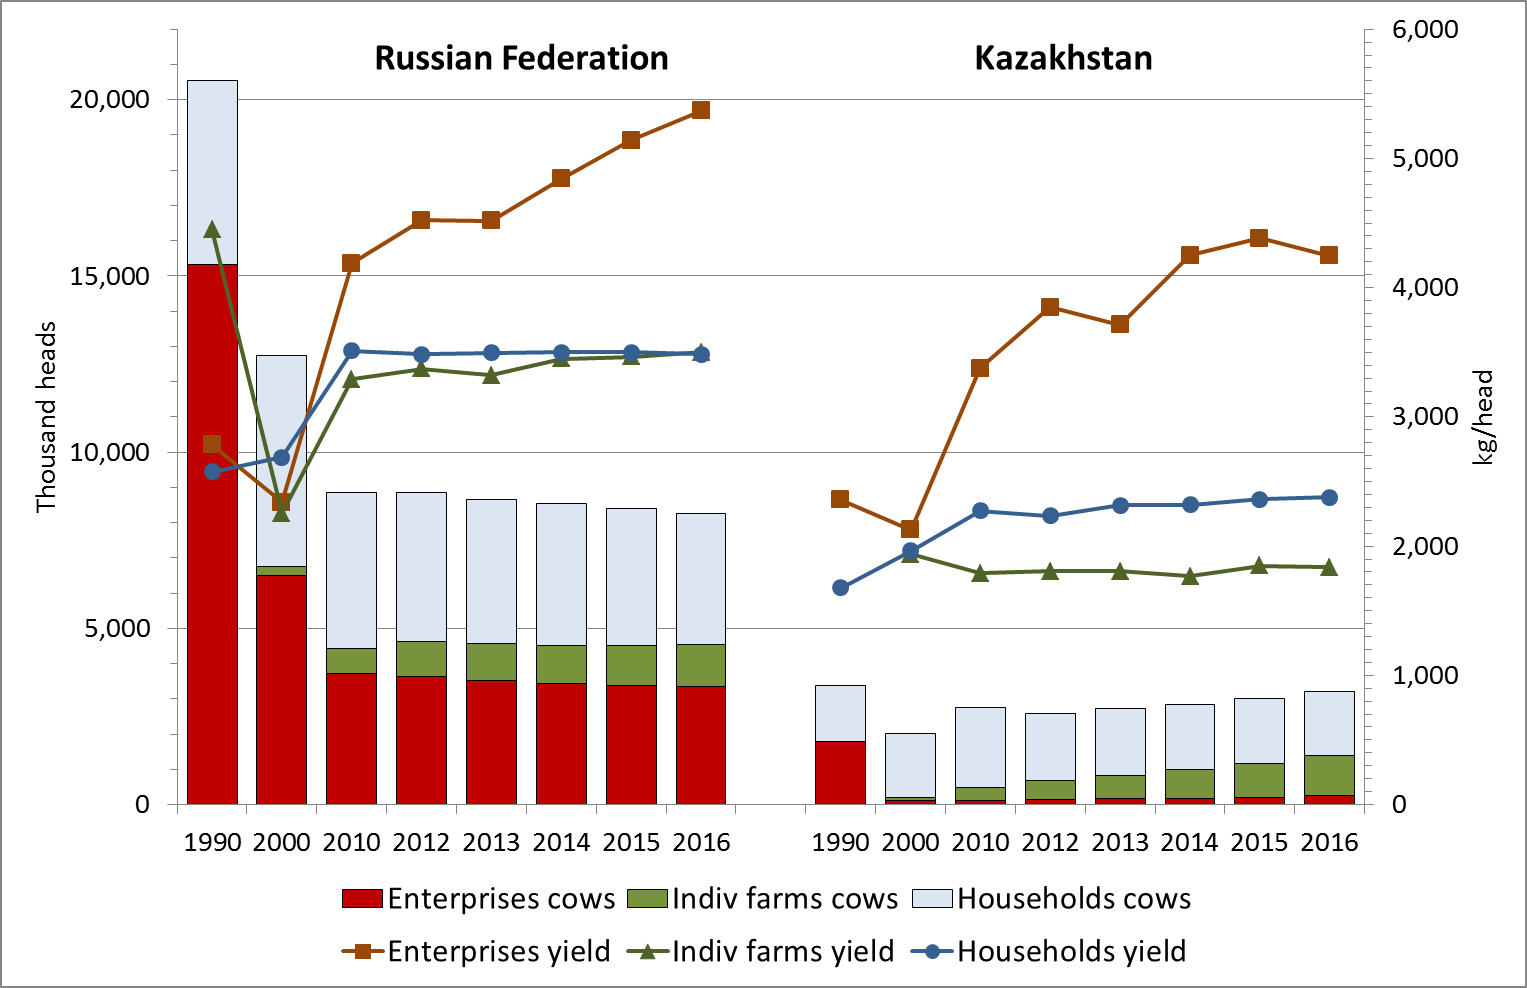 Russian Federation
Kazakhstan
20,000
15,000
10,000
5,000
0
Thousand heads
6,000
5,000
4,000
3,000
2,000
1,000
0
kg/head
1990 2000 2010 2012 2013 2014 2015 2016
1990 2000 2010 2012 2013 2014 2015 2016
Enterprises cows Indiv farms cows Households cows
Enterprises yield Indiv farms yield Households yield